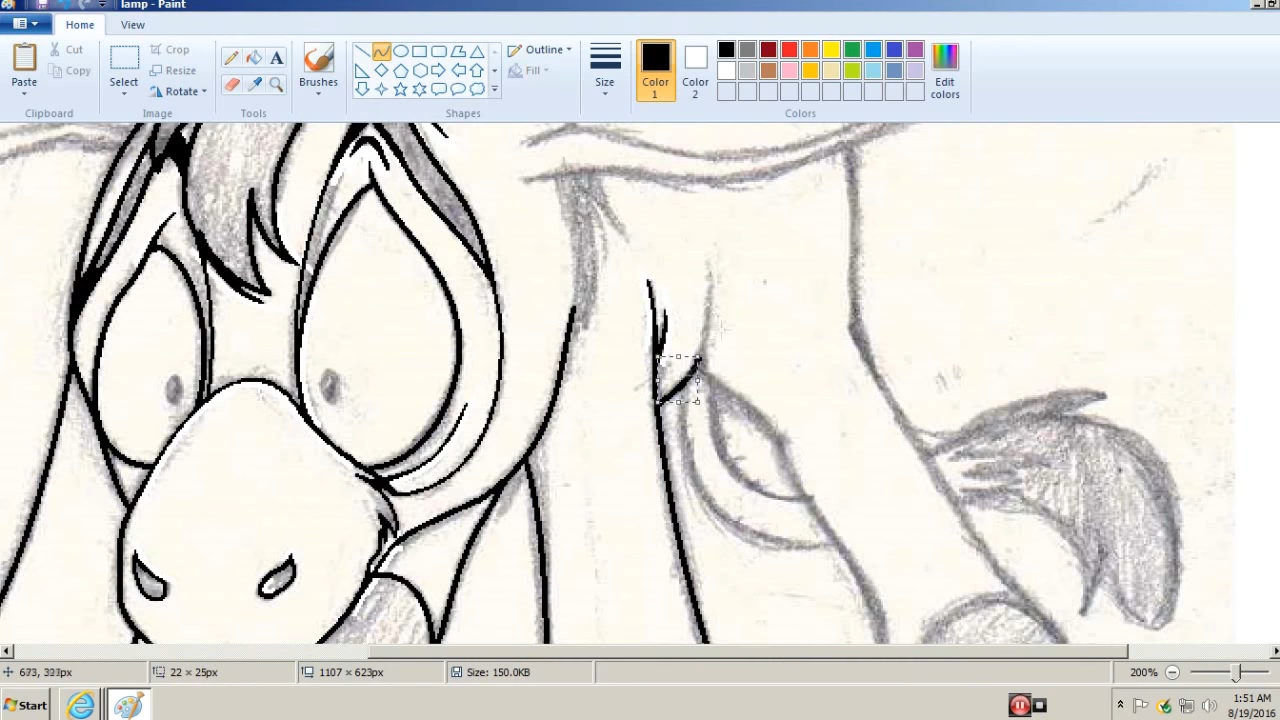 lamp - Paint
Home
View
Paste
Cut
Copy
Clipboard
Select
Crop
Resize
Rotate
Image
A
Tools
Brushes
Outline
Fill
Shapes
Size
Color
1
Color
2
Edit
colors
Colors
22 × 25px
1107 × 623px
Size: 150.0KB
200%
Start
1:51 AM
8/19/2016